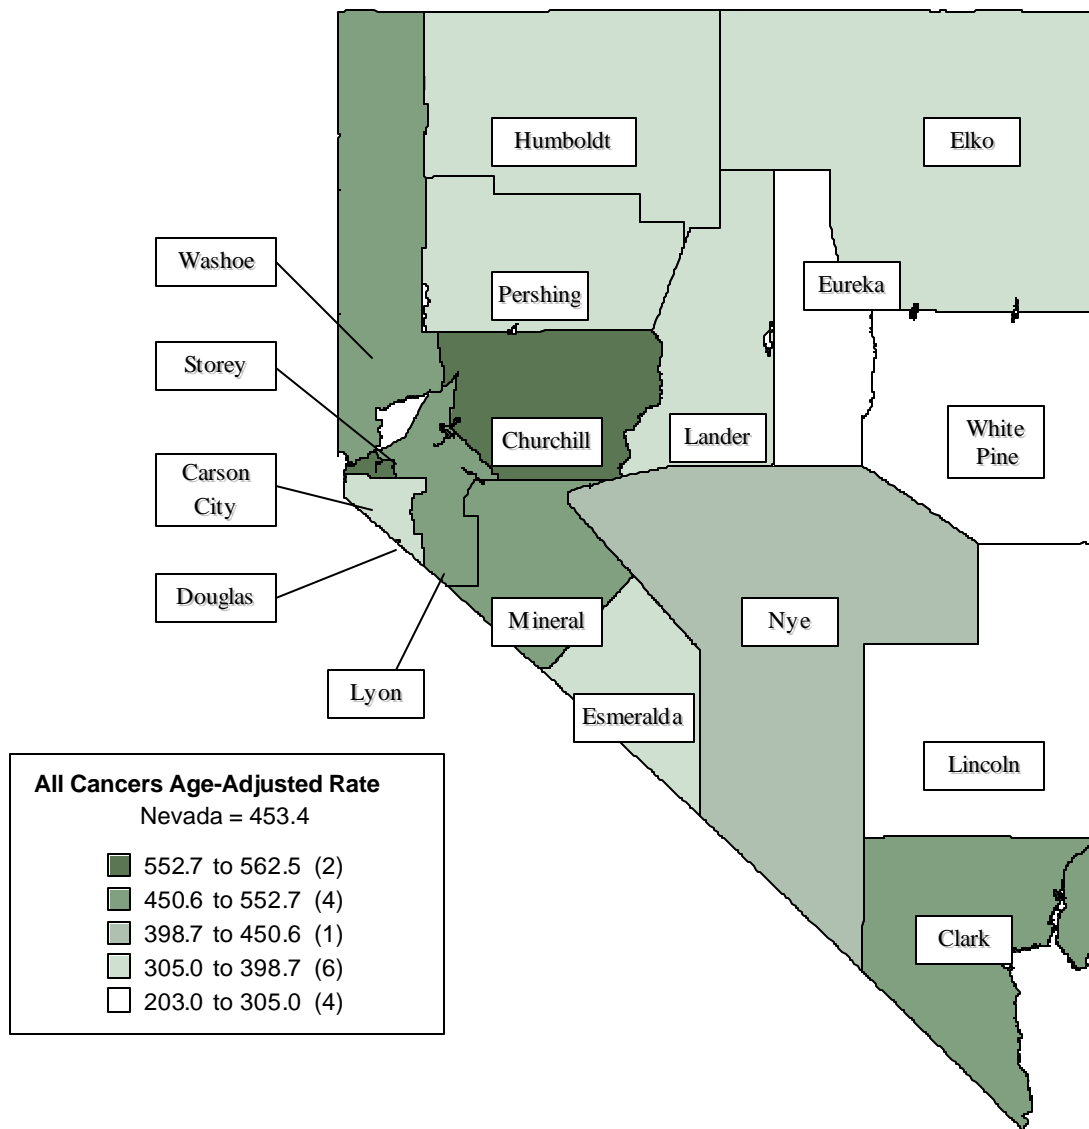 Humboldt
Elko
Washoe
Pershing
Eureka
Storey
Churchill
Lander
White
Pine
Carson
City
Douglas
Mineral
Nye
Lyon
Esmeralda
Lincoln
Clark
All Cancers Age-Adjusted Rate
Nevada = 453.4
552.7 to 562.5 (2)
450.6 to 552.7 (4)
398.7 to 450.6 (1)
305.0 to 398.7 (6)
203.0 to 305.0 (4)